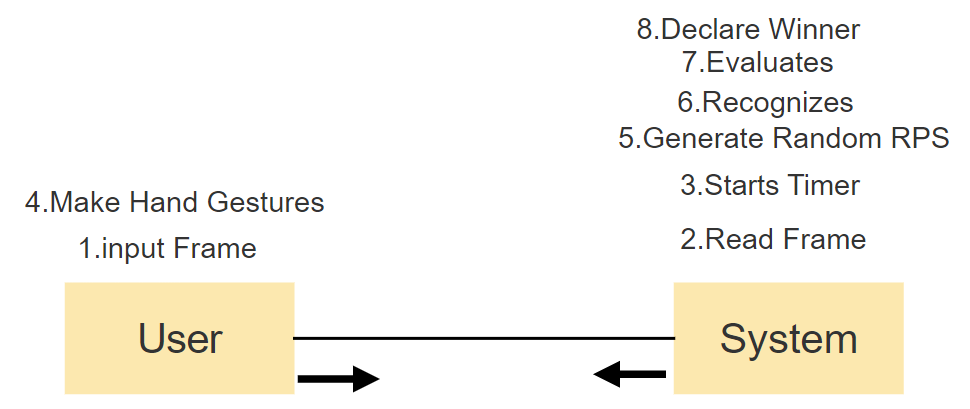 8.Declare Winner
7.Evaluates
6.Recognizes
5.Generate Random RPS
3.Starts Timer
4.Make Hand Gestures
2.Read Frame
1.input Frame
User
System